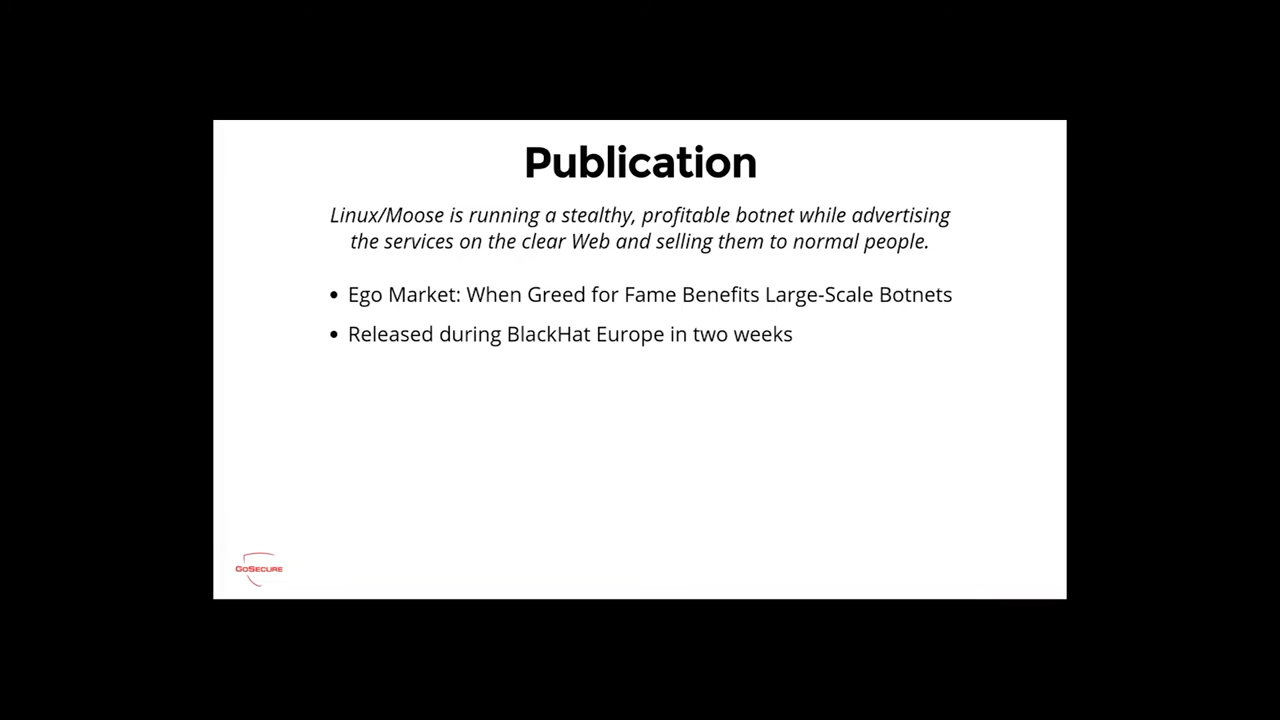 Publication
Linux/Moose is running a stealthy, profitable botnet while advertising
the services on the clear Web and selling them to normal people.
• Ego Market: When Greed for Fame Benefits Large-Scale Botnets
• Released during BlackHat Europe in two weeks
GOSECURE